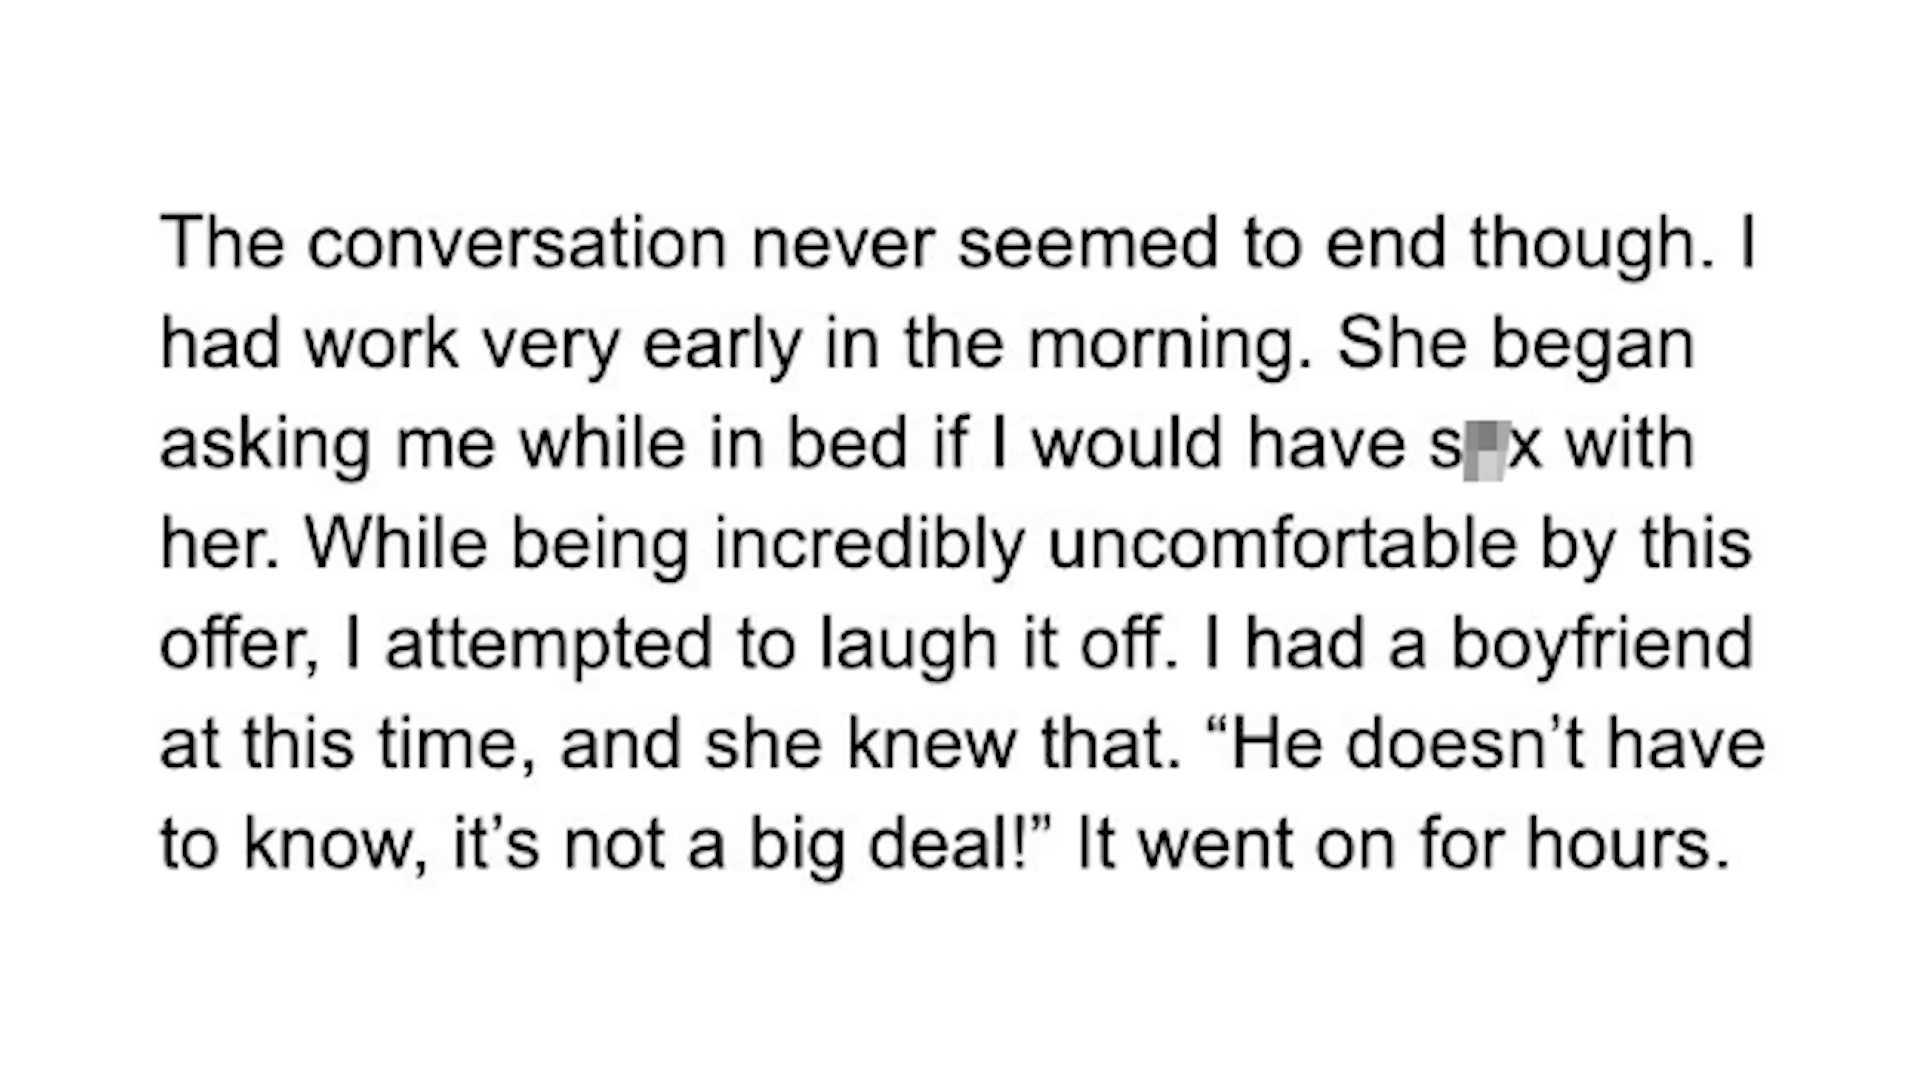 The conversation never seemed to end though. I
had work very early in the morning. She began
asking me while in bed if I would have s x with
her. While being incredibly uncomfortable by this
offer, I attempted to laugh it off. I had a boyfriend
at this time, and she knew that. “He doesn’t have
to know, it’s not a big deal!” It went on for hours.